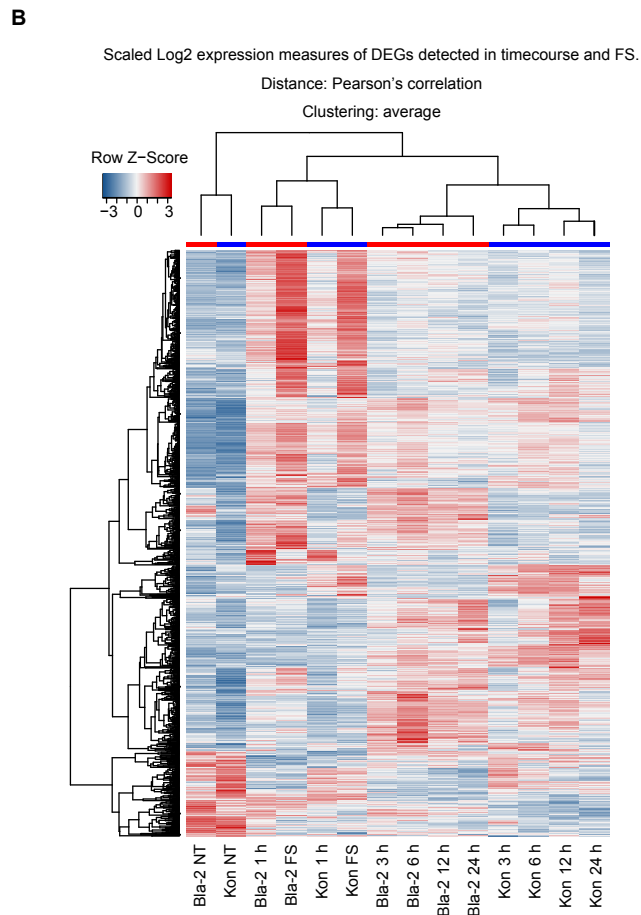 B
Scaled Log2 expression measures of DEGs detected in timecourse and FS.
Distance: Pearson's correlation
Clustering: average
Row Z−Score
−3 0 3
Bla-2 NT
Kon NT
Bla-2 1 h
Bla-2 FS
Kon 1 h
Kon FS
Bla-2 3 h
Bla-2 6 h
Bla-2 12 h
Bla-2 24 h
Kon 3 h
Kon 6 h
Kon 12 h
Kon 24 h